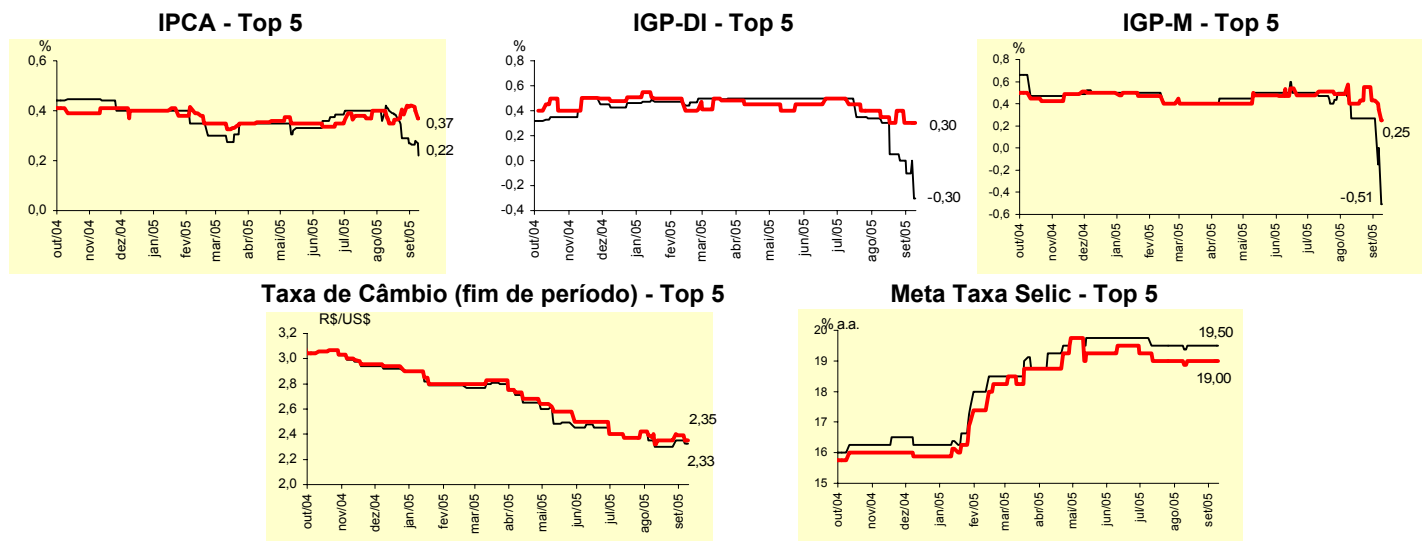 IPCA - Top 5
%
0,6
0,4
0,2
0,0
0,37
0,22
out/04
nov/04
dez/04
jan/05
fev/05
mar/05
abr/05
mai/05
jun/05
jul/05
ago/05
set/05
IGP-DI - Top 5
%
0,8
0,6
0,4
0,2
0,0
-0,2
-0,4
0,30
-0,30
out/04
nov/04
dez/04
jan/05
fev/05
mar/05
abr/05
mai/05
jun/05
jul/05
ago/05
set/05
IGP-M - Top 5
%
0,8
0,6
0,4
0,2
0,0
-0,2
-0,4
-0,6
0,25
-0,51
out/04
nov/04
dez/04
jan/05
fev/05
mar/05
abr/05
mai/05
jun/05
jul/05
ago/05
set/05
Taxa de Câmbio (fim de período) - Top 5
R$/US$
3,2
3,0
2,8
2,6
2,4
2,2
2,0
2,35
2,33
out/04
nov/04
dez/04
jan/05
fev/05
mar/05
abr/05
mai/05
jun/05
jul/05
ago/05
set/05
Meta Taxa Selic - Top 5
% a.a.
20
19
18
17
16
15
19,50
19,00
out/04
nov/04
dez/04
jan/05
fev/05
mar/05
abr/05
mai/05
jun/05
jul/05
ago/05
set/05